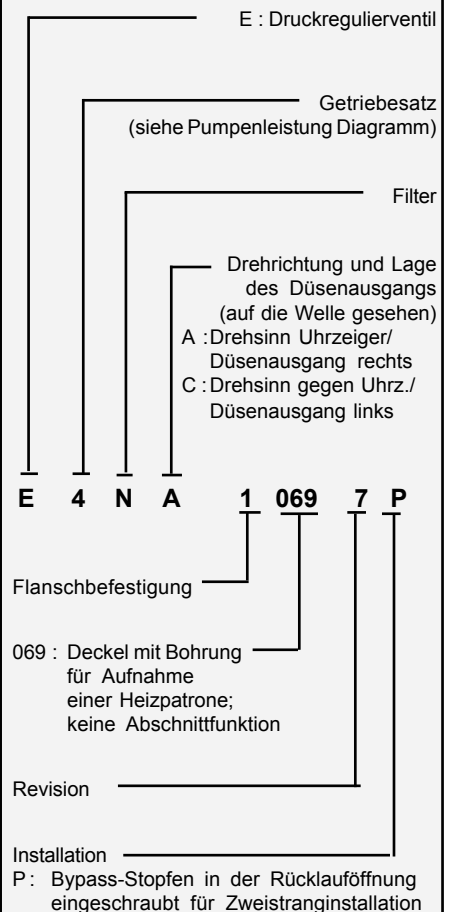 E : Druckregulierventil
Getriebesatz
(siehe Pumpenleistung Diagramm)
Filter
Drehrichtung und Lage
des Düsenausgangs
(auf die Welle gesehen)
A : Drehsinn Uhrzeiger/
Düsenausgang rechts
C : Drehsinn gegen Uhrz./
Düsenausgang links
E 4 N A 1 069 7 P
Flanschbefestigung
069 : Deckel mit Bohrung
für Aufnahme
einer Heizpatrone;
keine Abschnittfunktion
Revision
Installation
P : Bypass-Stopfen in der Rücklauföffnung
eingeschraubt für Zweistranginstallation